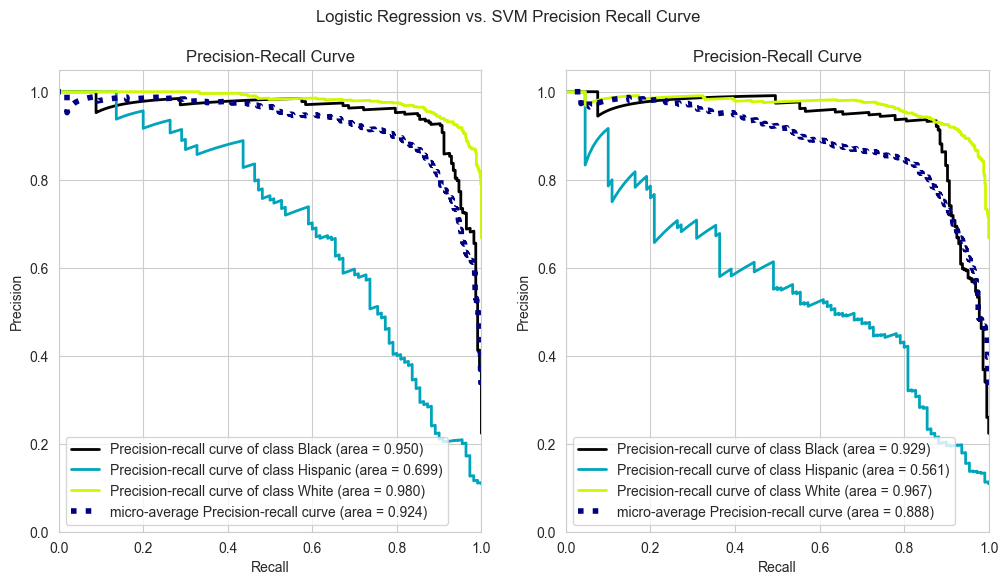 Logistic Regression vs. SVM Precision Recall Curve
Precision-Recall Curve
1.0
0.8
0.6
0.4
0.2
0.0
Precision
Precision-recall curve of class Black (area = 0.950)
Precision-recall curve of class Hispanic (area = 0.699)
Precision-recall curve of class White (area = 0.980)
micro-average Precision-recall curve (area = 0.924)
0.0 0.2 0.4 0.6 0.8 1.0
Recall
Precision-Recall Curve
1.0
0.8
0.6
0.4
0.2
0.0
Precision
Precision-recall curve of class Black (area = 0.929)
Precision-recall curve of class Hispanic (area = 0.561)
Precision-recall curve of class White (area = 0.967)
micro-average Precision-recall curve (area = 0.888)
0.0 0.2 0.4 0.6 0.8 1.0
Recall